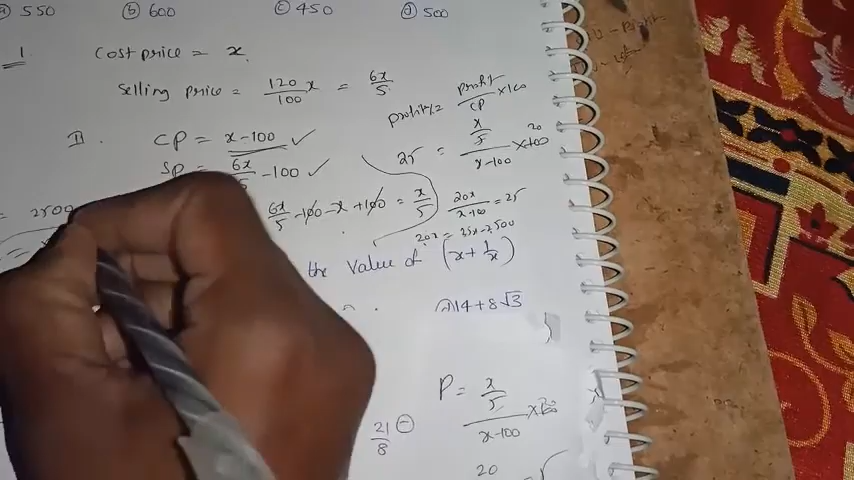 (a) 550 (b) 600 (c) 450 (d) 500
1 Cost price = x
Selling price = 120/100 x = 6x/5
profit% = profit/CP × 100
II. CP = x-100 ✓
25 = x/5 / x-100 × 100 20
SP = 6x/5 -100 ✓
= 2500
6x/5 -100 -x +100 = x/5
20x/x-100 = 25
20x = 25x-2500
the value of (x + 1/x)
(d) 14+8√3
P = x/5 / x-100
21/8
20